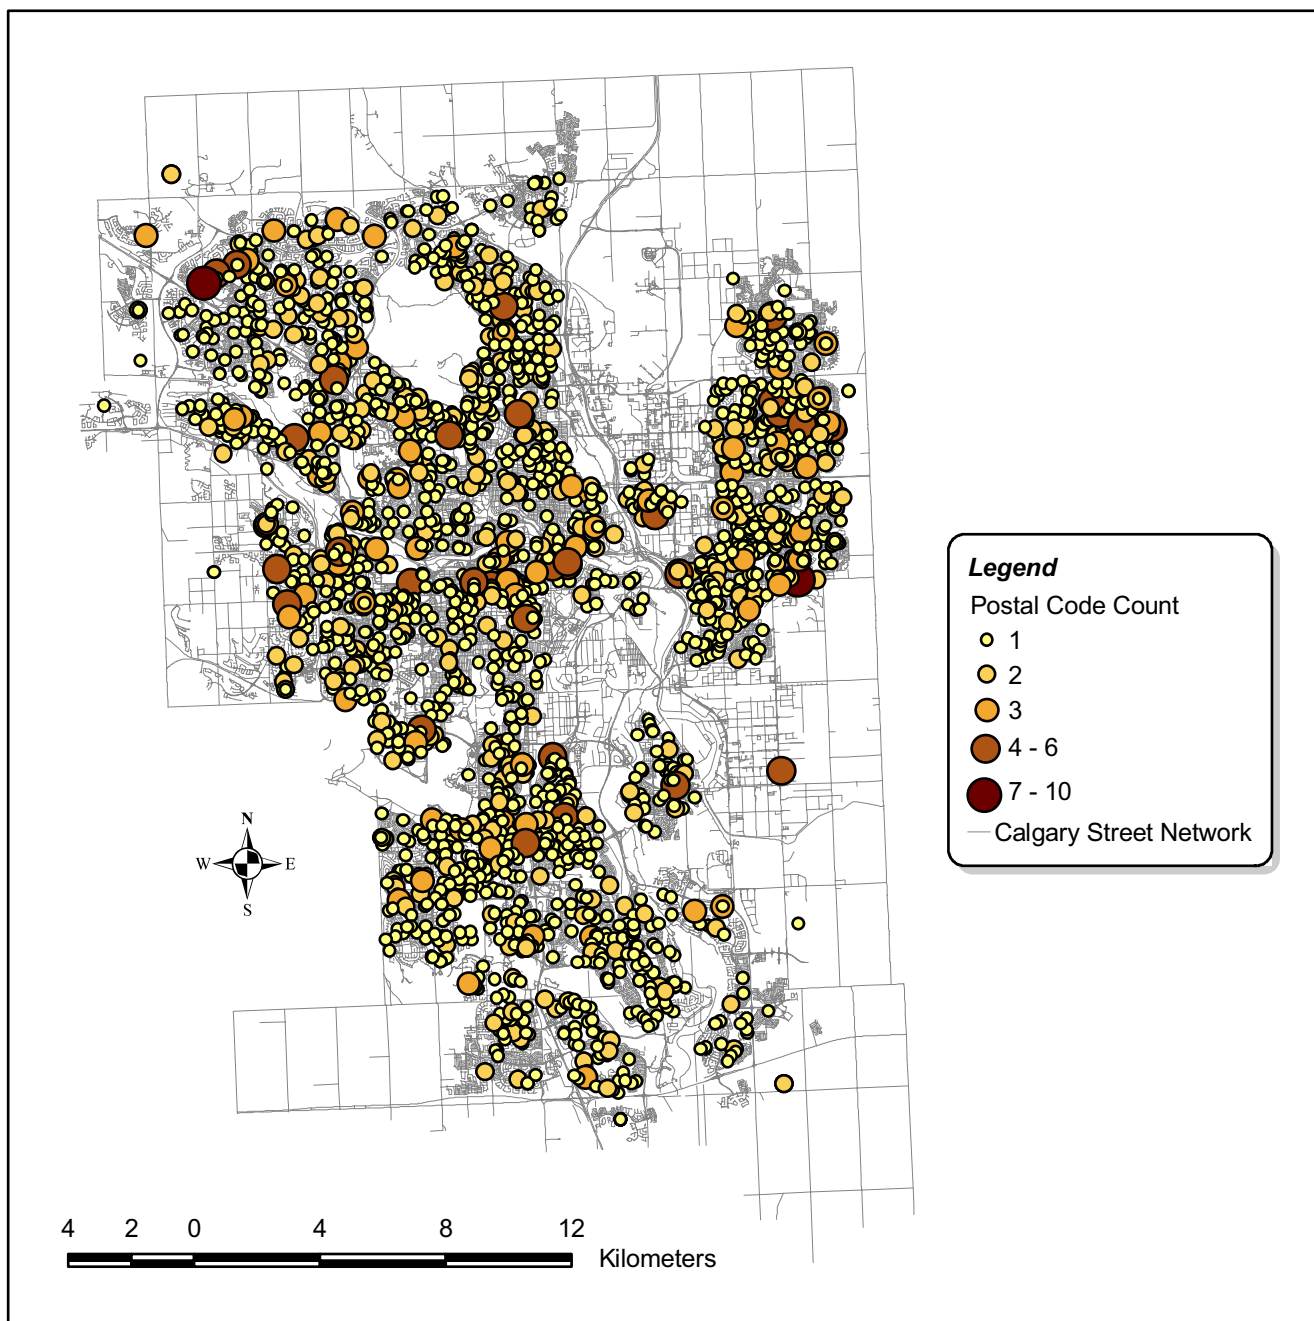 Legend
Postal Code Count
1
2
3
4 - 6
7 - 10
Calgary Street Network
N
W E
S
4 2 0 4 8 12
Kilometers